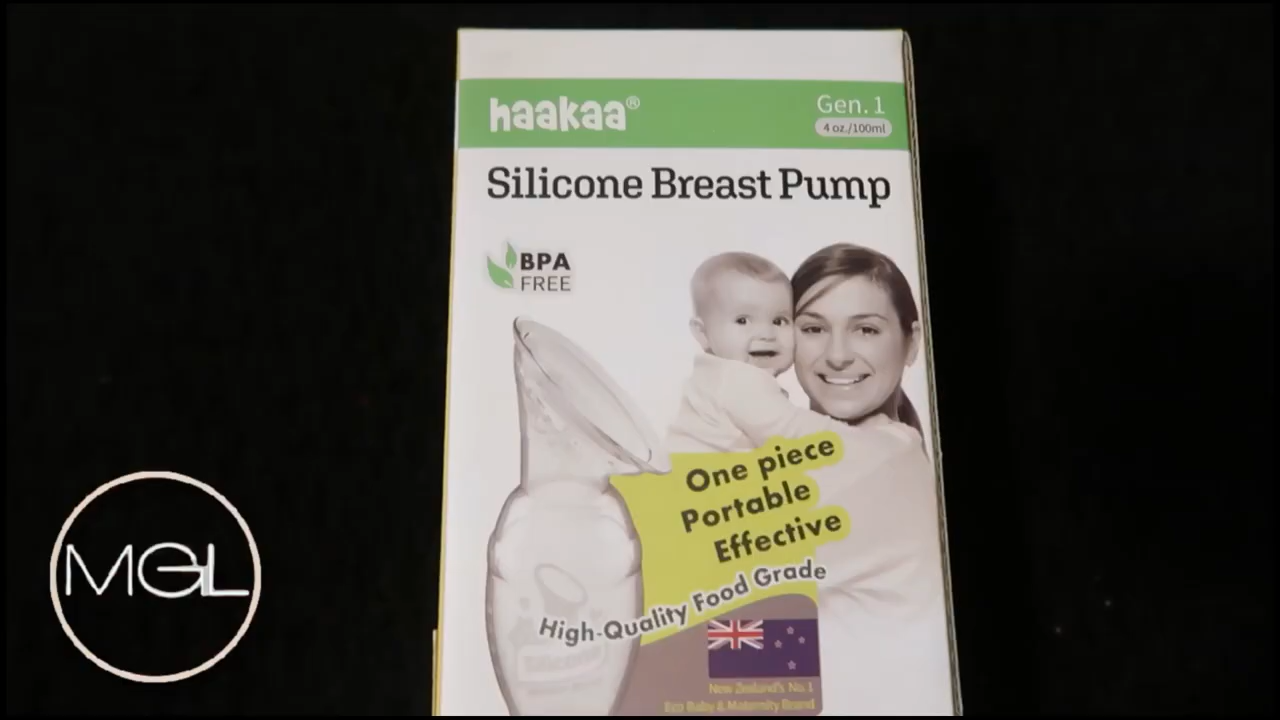 haakaa®
Gen. 1
4 oz./100ml
Silicone Breast Pump
BPA
FREE
One piece
Portable
Effective
High-Quality Food Grade
New Zealand's No.1
Eco Baby & Maternity Brand
MGL